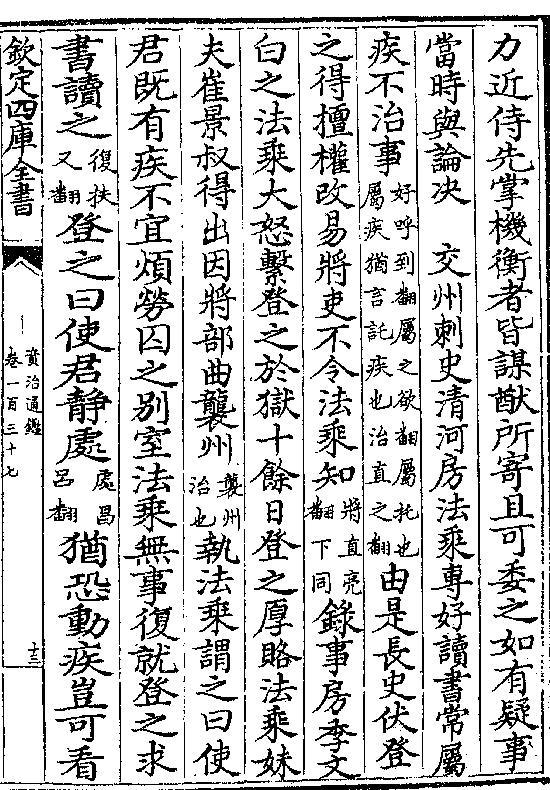 力近侍先掌機衡者皆謀猷所寄且可委之如有疑事
當時與論決　交州刺史清河房法乗專好讀書常屬
疾不治事好呼到翻屬之欲翻屬托也屬疾猶言託疾也治直之翻由是長史伏登
之得擅權改易將吏不令法乗知將直亮翻下同錄事房季文
白之法乗大怒繫登之於獄十餘日登之厚賂法乗妹
夫崔景叔得出因將部曲襲州襲州治也執法乗謂之曰使
君既有疾不宜煩勞囚之别室法乗無事復就登之求
書讀之復扶又翻登之曰使君静處處昌呂翻猶恐動疾豈可看
欽定四庫全書
資治通鑑
卷一百三十七
十三